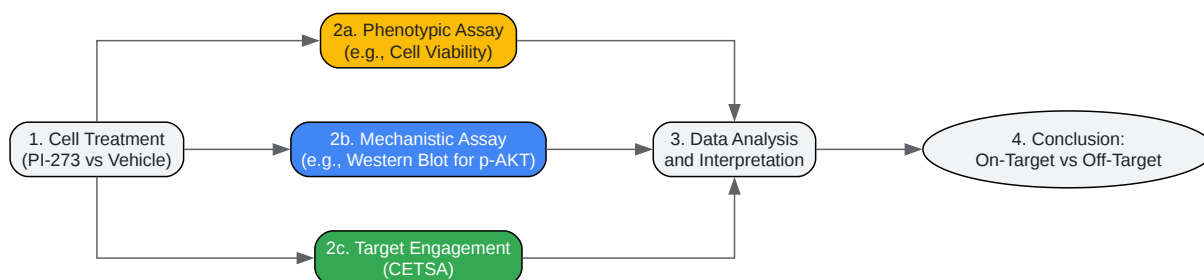 2a. Phenotypic Assay
(e.g., Cell Viability)
1. Cell Treatment
(PI-273 vs Vehicle)
2b. Mechanistic Assay
(e.g., Western Blot for p-AKT)
3. Data Analysis
and Interpretation
4. Conclusion:
On-Target vs Off-Target
2c. Target Engagement
(CETSA)